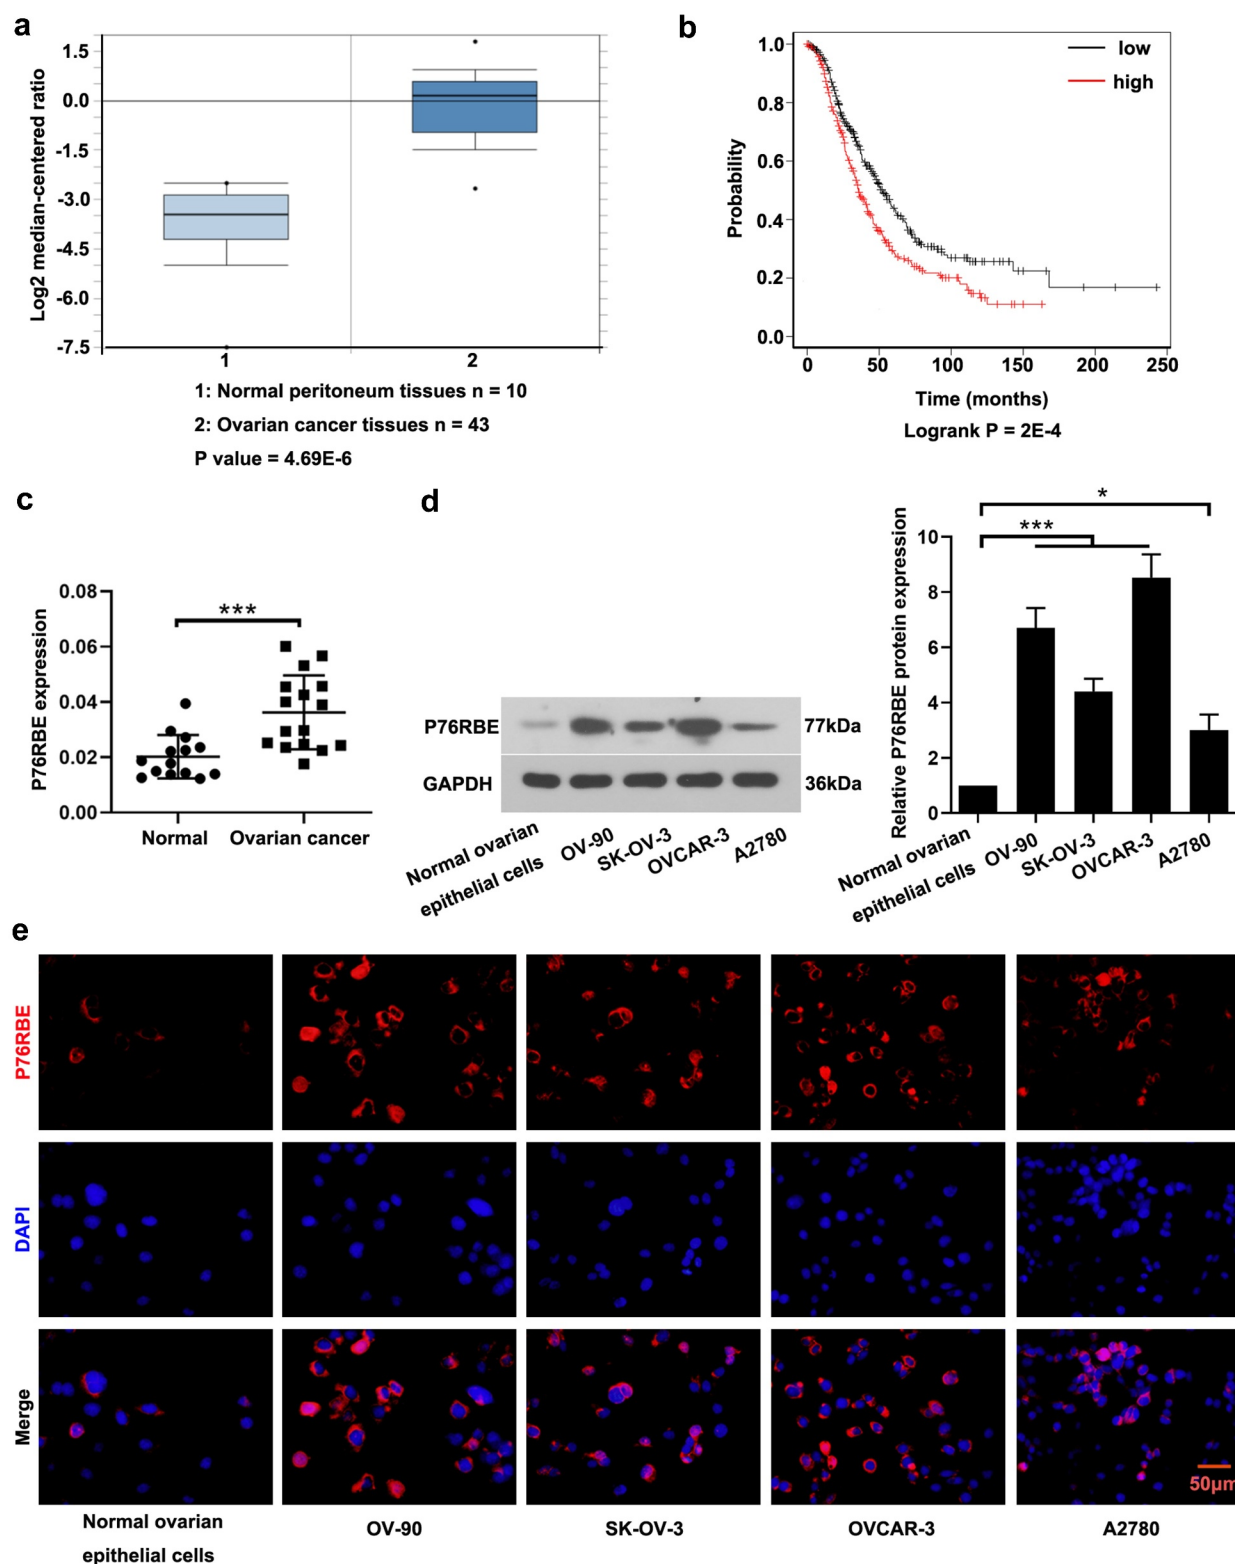 a
Log2 median-centered ratio
1.5
0.0
-1.5
-3.0
-4.5
-6.0
-7.5
1
2
1: Normal peritoneum tissues n = 10
2: Ovarian cancer tissues n = 43
P value = 4.69E-6
b
Probability
1.0
0.8
0.6
0.4
0.2
0.0
low
high
0 50 100 150 200 250
Time (months)
Logrank P = 2E-4
c
P76RBE expression
0.08
0.06
0.04
0.02
0.00
***
Normal
Ovarian cancer
d
P76RBE
77kDa
GAPDH
36kDa
Normal ovarian
epithelial cells
OV-90
SK-OV-3
OVCAR-3
A2780
Relative P76RBE protein expression
10
8
6
4
2
0
*
***
Normal ovarian
epithelial cells
OV-90
SK-OV-3
OVCAR-3
A2780
e
P76RBE
DAPI
Merge
50μm
Normal ovarian
epithelial cells
OV-90
SK-OV-3
OVCAR-3
A2780